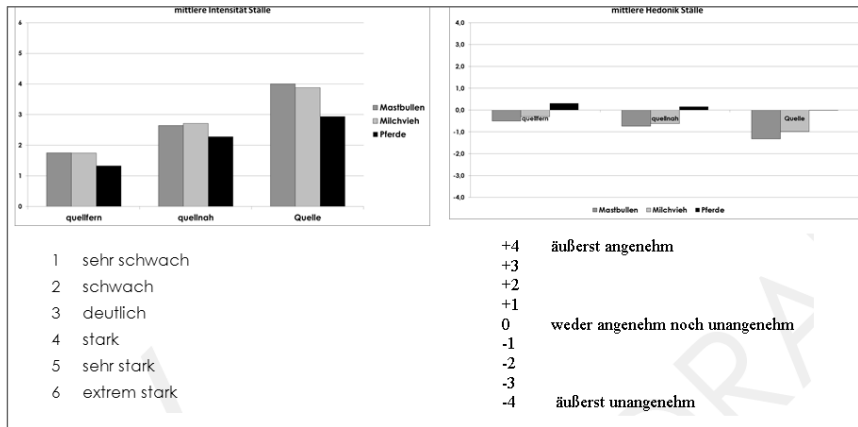 mittlere Intensität Ställe
6
5
4
3
2
1
0
quellfern quellnah Quelle
Mastbullen
Milchvieh
Pferde
1 sehr schwach
2 schwach
3 deutlich
4 stark
5 sehr stark
6 extrem stark
mittlere Hedonik Ställe
4,0
3,0
2,0
1,0
0,0
-1,0
-2,0
-3,0
-4,0
quellfern quellnah Quelle
Mastbullen Milchvieh Pferde
+4 äußerst angenehm
+3
+2
+1
0 weder angenehm noch unangenehm
-1
-2
-3
-4 äußerst unangenehm